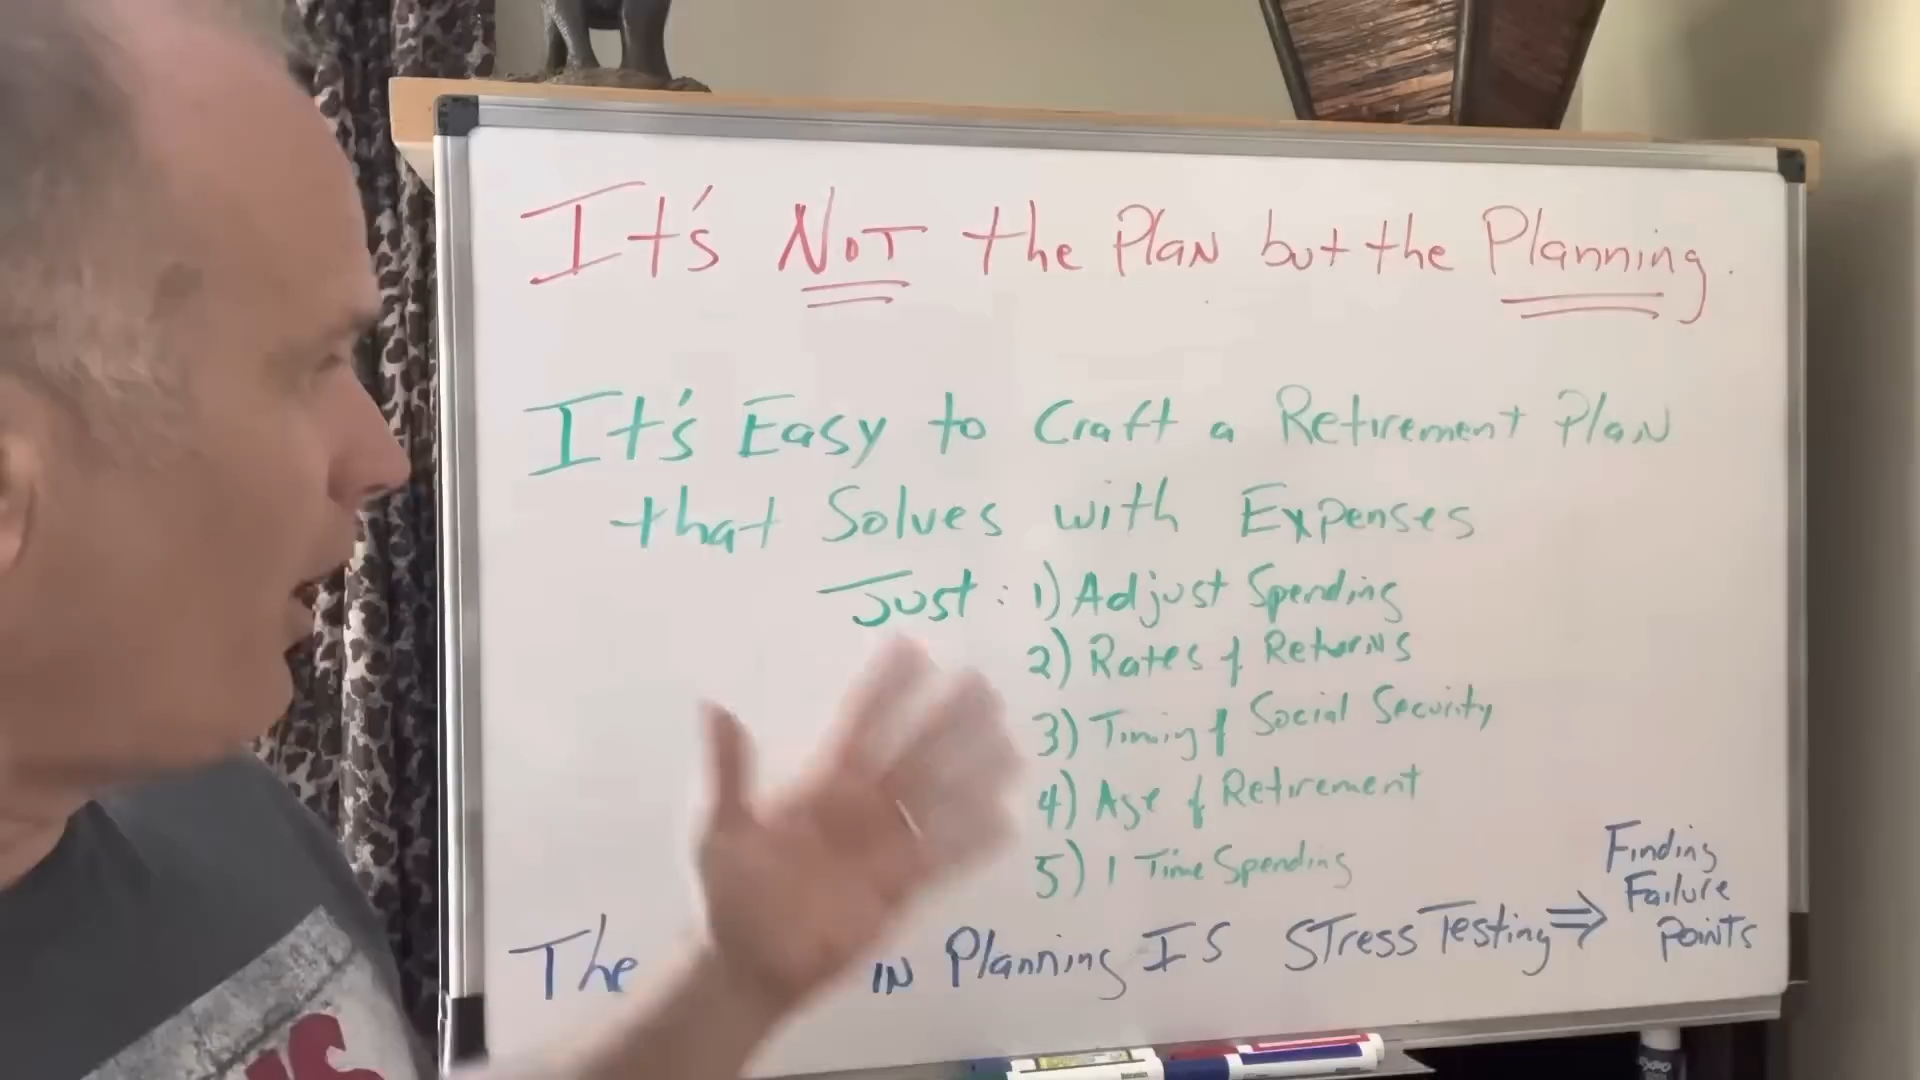 It's NOT the Plan but the Planning.
It's Easy to Craft a Retirement Plan
that Solves with Expenses
Just: 1) Adjust Spending
2) Rates of Returns
3) Timing of Social Security
4) Age of Retirement
5) 1 Time Spending
The in Planning IS Stress Testing ⇒ Finding
Failure
Points